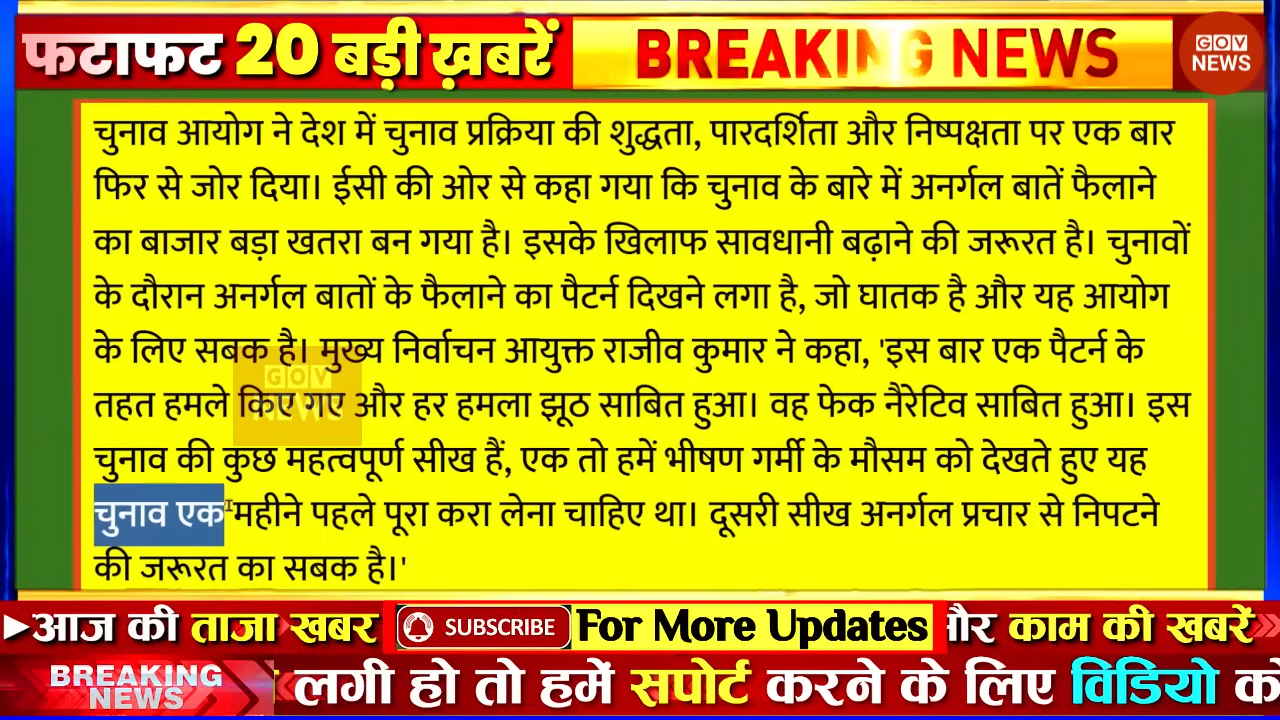 फटाफट 20 बड़ी ख़बरें
BREAKING NEWS
GOV
NEWS
चुनाव आयोग ने देश में चुनाव प्रक्रिया की शुद्धता, पारदर्शिता और निष्पक्षता पर एक बार
फिर से जोर दिया। ईसी की ओर से कहा गया कि चुनाव के बारे में अनर्गल बातें फैलाने
का बाजार बड़ा खतरा बन गया है। इसके खिलाफ सावधानी बढ़ाने की जरूरत है। चुनावों
के दौरान अनर्गल बातों के फैलाने का पैटर्न दिखने लगा है, जो घातक है और यह आयोग
के लिए सबक है। मुख्य निर्वाचन आयुक्त राजीव कुमार ने कहा, 'इस बार एक पैटर्न के
तहत हमले किए गए और हर हमला झूठ साबित हुआ। वह फेक नैरेटिव साबित हुआ। इस
चुनाव की कुछ महत्वपूर्ण सीख हैं, एक तो हमें भीषण गर्मी के मौसम को देखते हुए यह
चुनाव एक महीने पहले पूरा करा लेना चाहिए था। दूसरी सीख अनर्गल प्रचार से निपटने
की जरूरत का सबक है।'
GOV
NEWS
आज की ताजा खबर SUBSCRIBE For More Updates और काम की खबरें
BREAKING
NEWS
लगी हो तो हमें सपोर्ट करने के लिए विडियो को